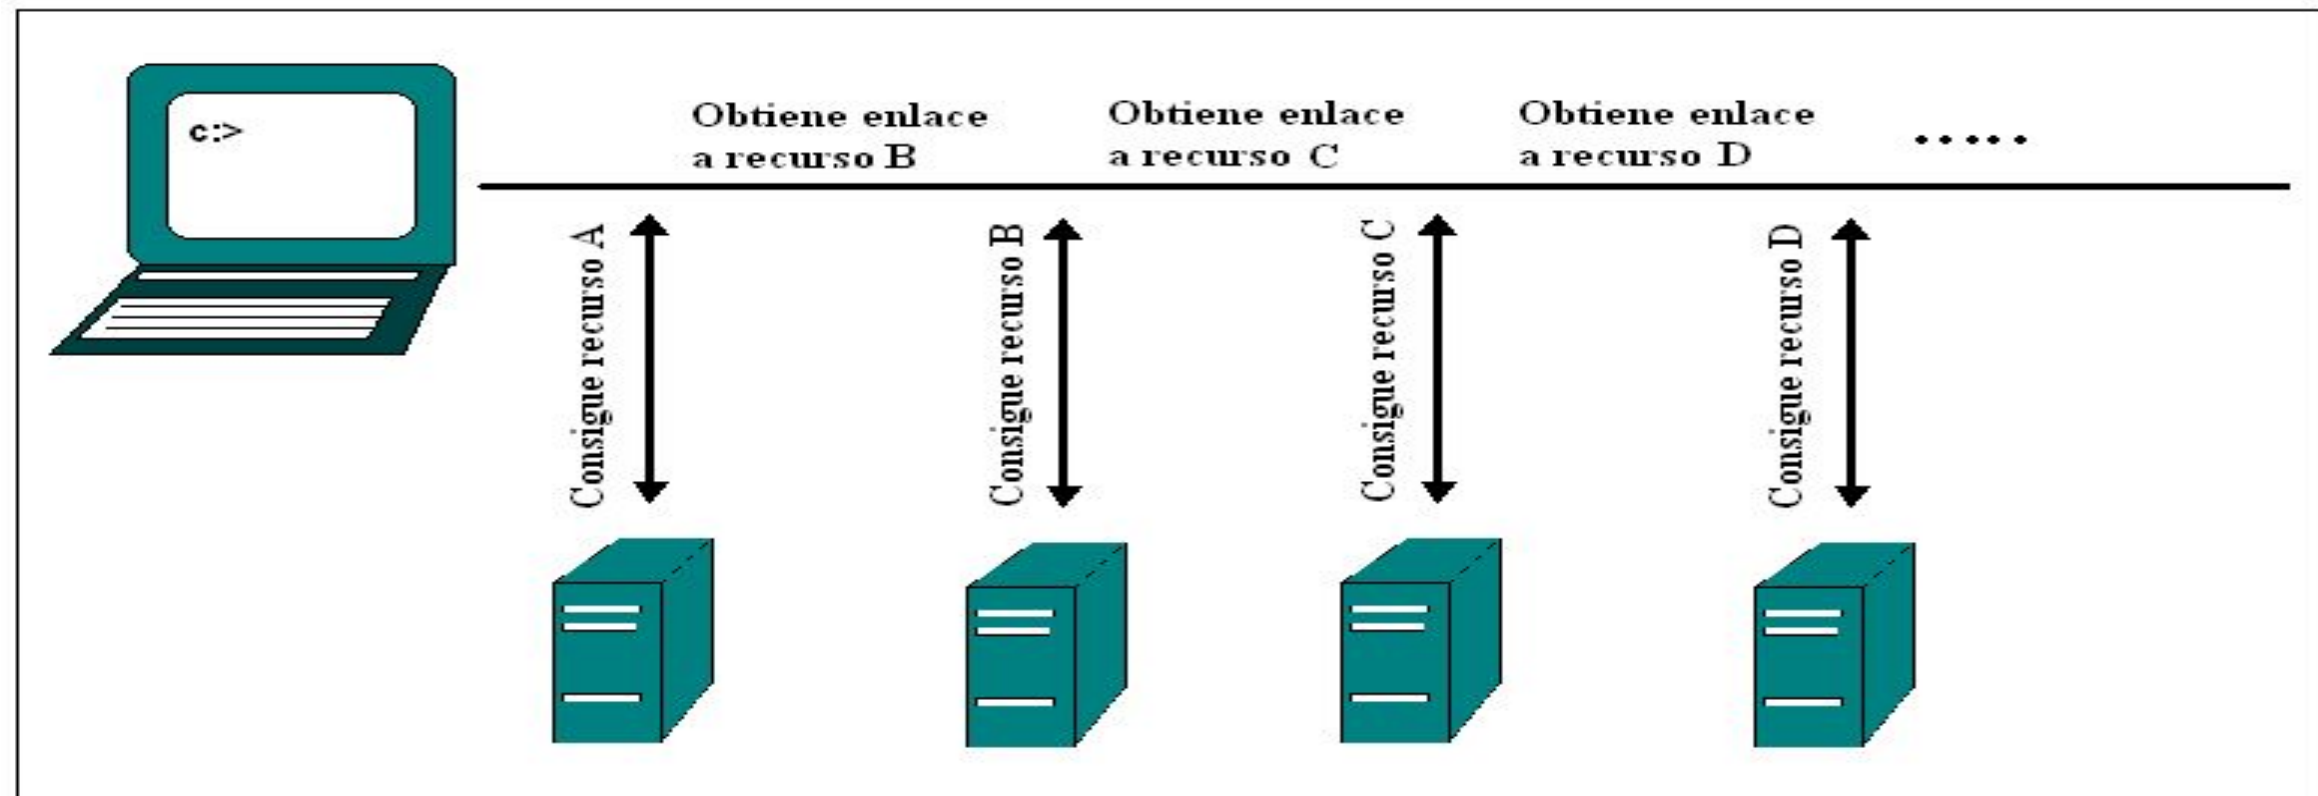 c:>
Obtiene enlace
a recurso B
Obtiene enlace
a recurso C
Obtiene enlace
a recurso D
.....
Consigue recurso A
Consigue recurso B
Consigue recurso C
Consigue recurso D